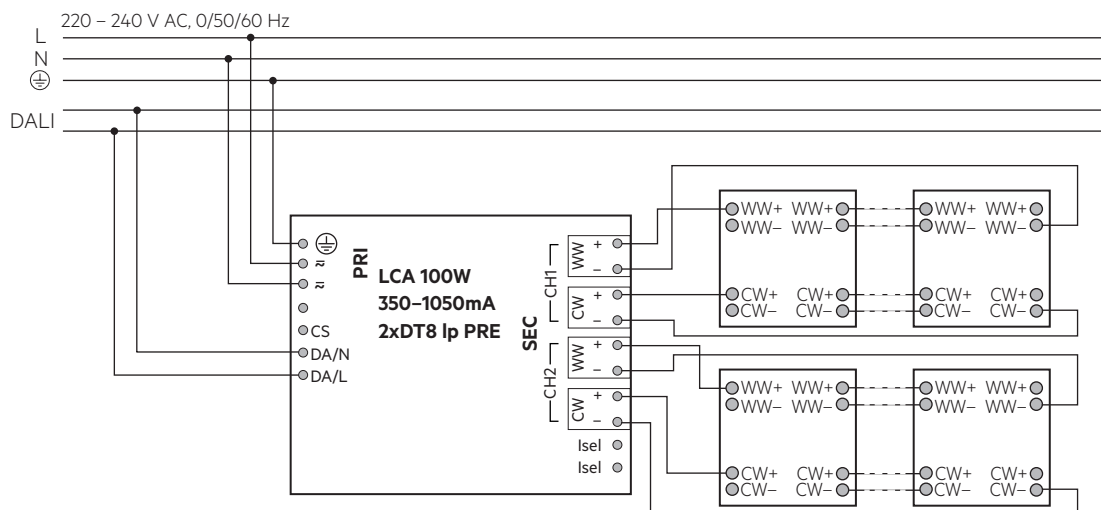 220 – 240 V AC, 0/50/60 Hz
L
N
DALI
PRI
≂
≂
CS
DA/N
DA/L
LCA 100W
350–1050mA
2xDT8 lp PRE
SEC
CH1
WW + –
CW + –
CH2
WW + –
CW + –
Isel
Isel
WW+ WW+ WW+ WW+
WW– WW– WW– WW–
CW+ CW+ CW+ CW+
CW– CW– CW– CW–
WW+ WW+ WW+ WW+
WW– WW– WW– WW–
CW+ CW+ CW+ CW+
CW– CW– CW– CW–